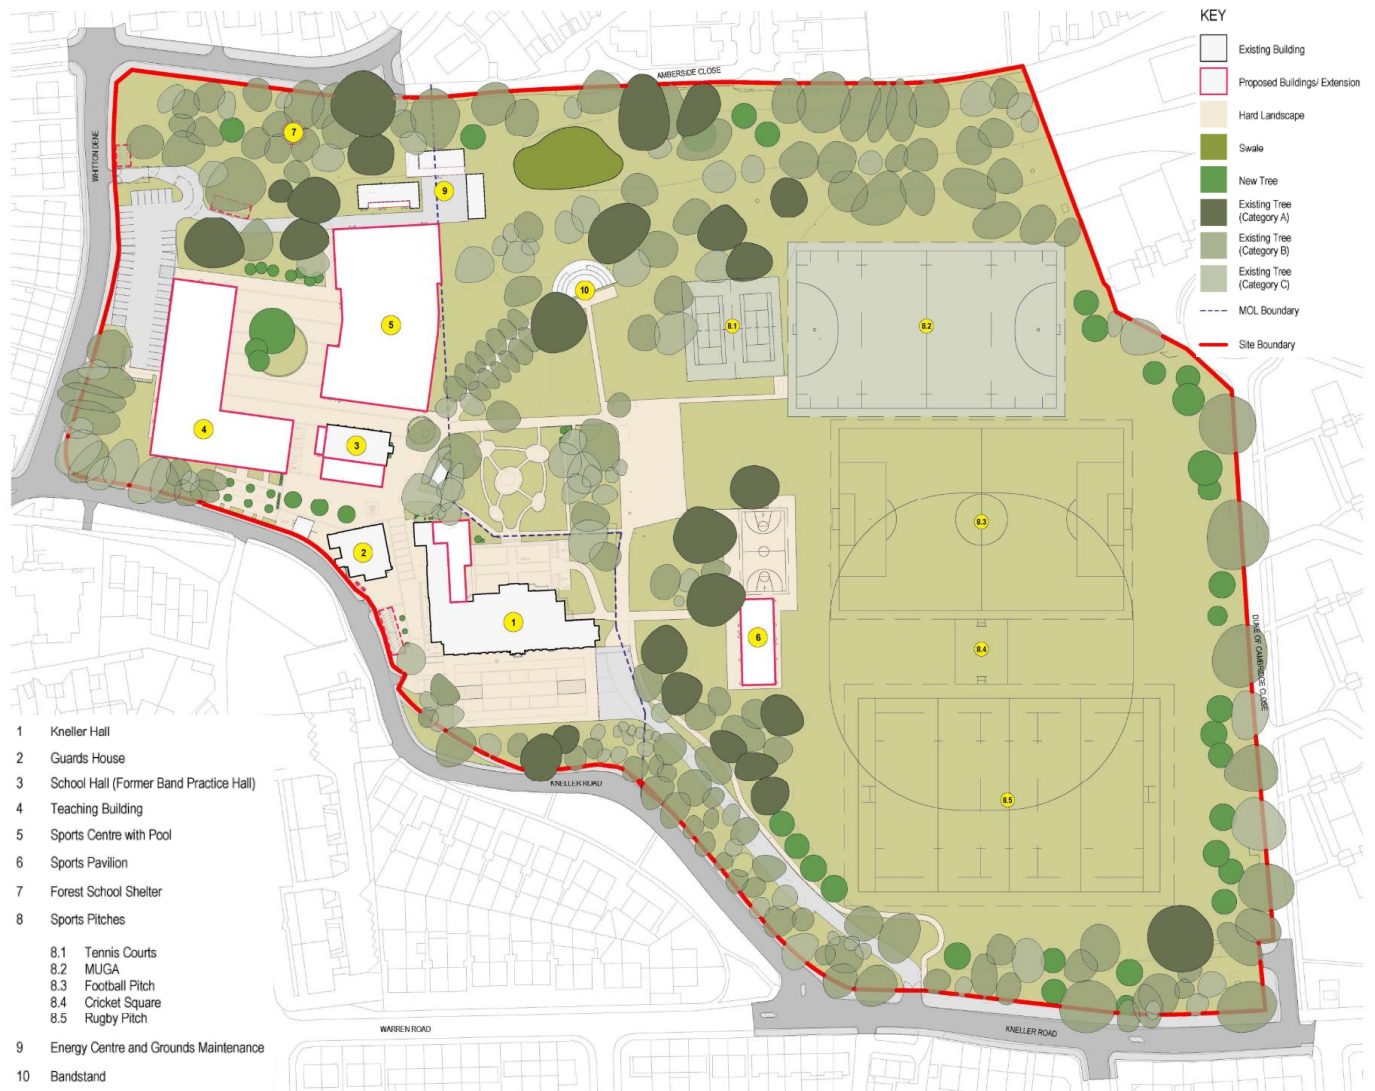 KEY
Existing Building
Proposed Buildings/ Extension
Hard Landscape
Swale
New Tree
Existing Tree
(Category A)
Existing Tree
(Category B)
Existing Tree
(Category C)
MOL Boundary
Site Boundary
AMBERSIDE CLOSE
WHITTON DENE
7
9
10
5
8.1
8.2
4
3
8.3
2
1
6
8.4
8.5
DUKE OF CAMBRIDGE CLOSE
KNELLER ROAD
WARREN ROAD
KNELLER ROAD
1 Kneller Hall
2 Guards House
3 School Hall (Former Band Practice Hall)
4 Teaching Building
5 Sports Centre with Pool
6 Sports Pavilion
7 Forest School Shelter
8 Sports Pitches
8.1 Tennis Courts
8.2 MUGA
8.3 Football Pitch
8.4 Cricket Square
8.5 Rugby Pitch
9 Energy Centre and Grounds Maintenance
10 Bandstand